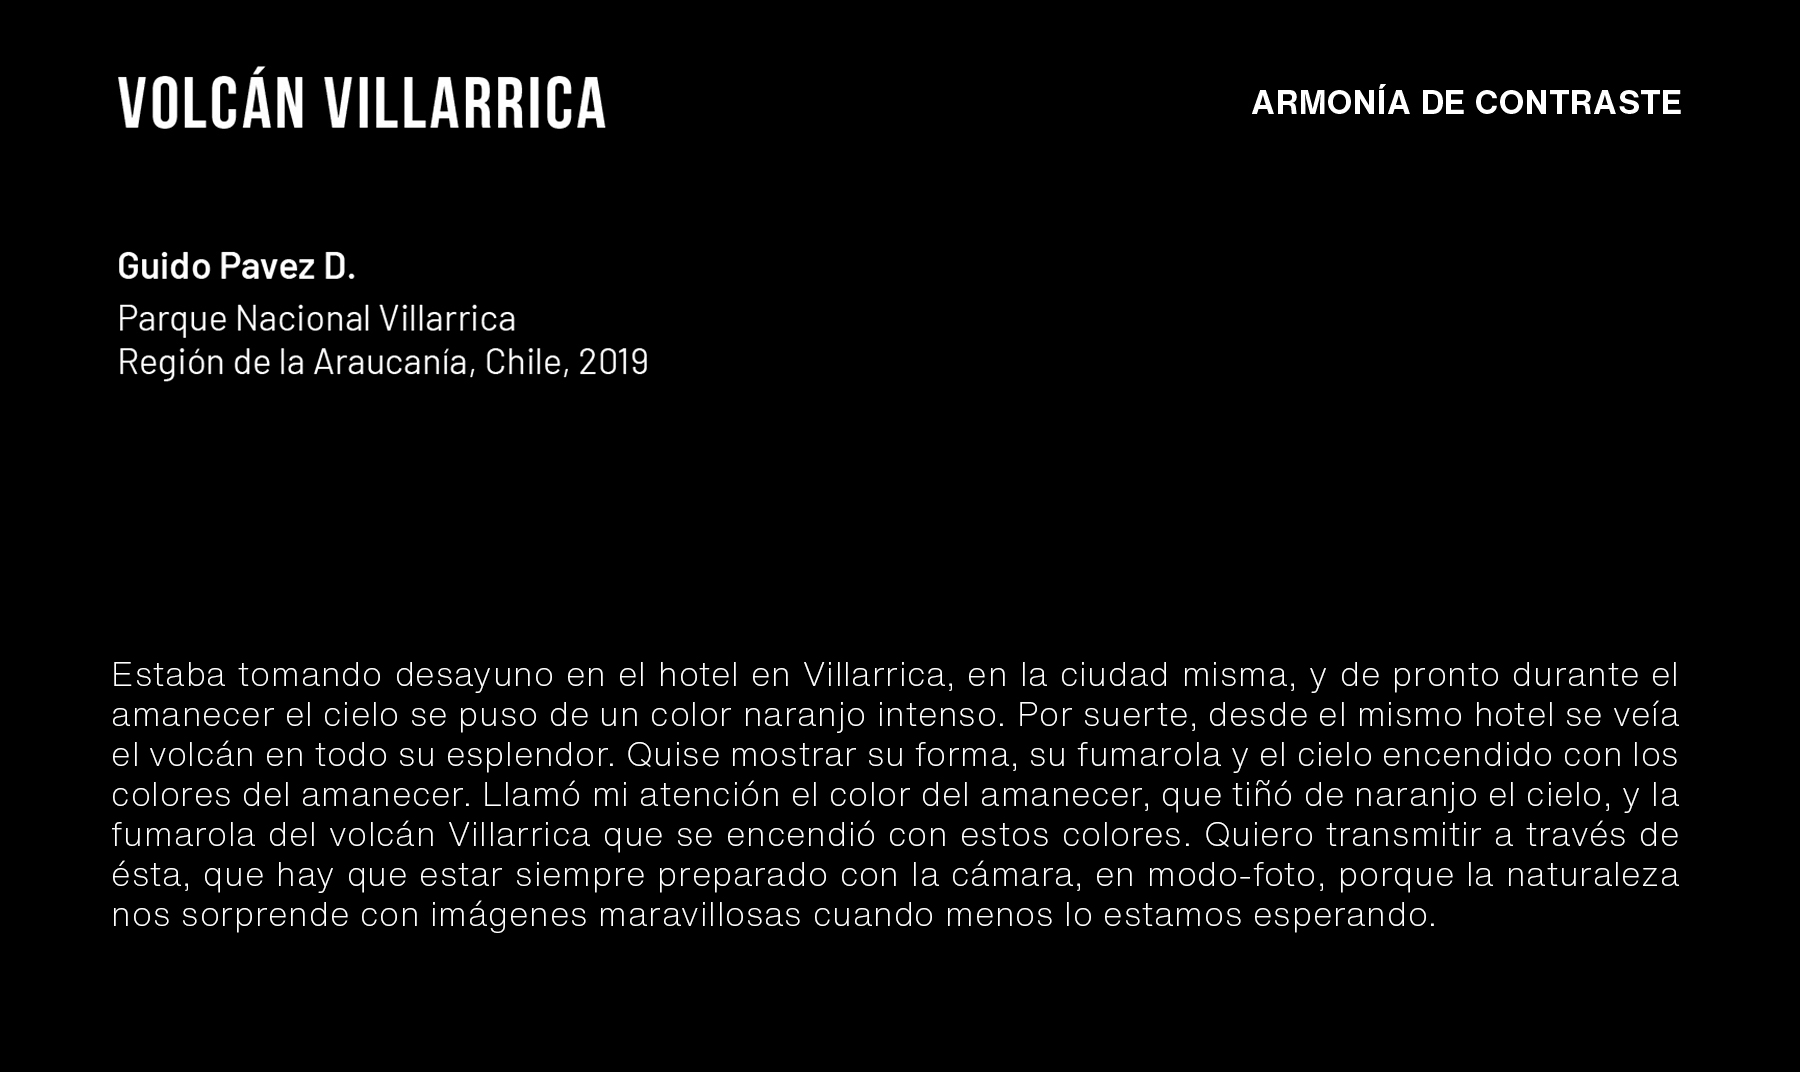 VOLCÁN VILLARRICA
ARMONÍA DE CONTRASTE
Guido Pavez D.
Parque Nacional Villarrica
Región de la Araucanía, Chile, 2019
Estaba tomando desayuno en el hotel en Villarrica, en la ciudad misma, y de pronto durante el
amanecer el cielo se puso de un color naranjo intenso. Por suerte, desde el mismo hotel se veía
el volcán en todo su esplendor. Quise mostrar su forma, su fumarola y el cielo encendido con los
colores del amanecer. Llamó mi atención el color del amanecer, que tiñó de naranjo el cielo, y la
fumarola del volcán Villarrica que se encendió con estos colores. Quiero transmitir a través de
ésta, que hay que estar siempre preparado con la cámara, en modo-foto, porque la naturaleza
nos sorprende con imágenes maravillosas cuando menos lo estamos esperando.